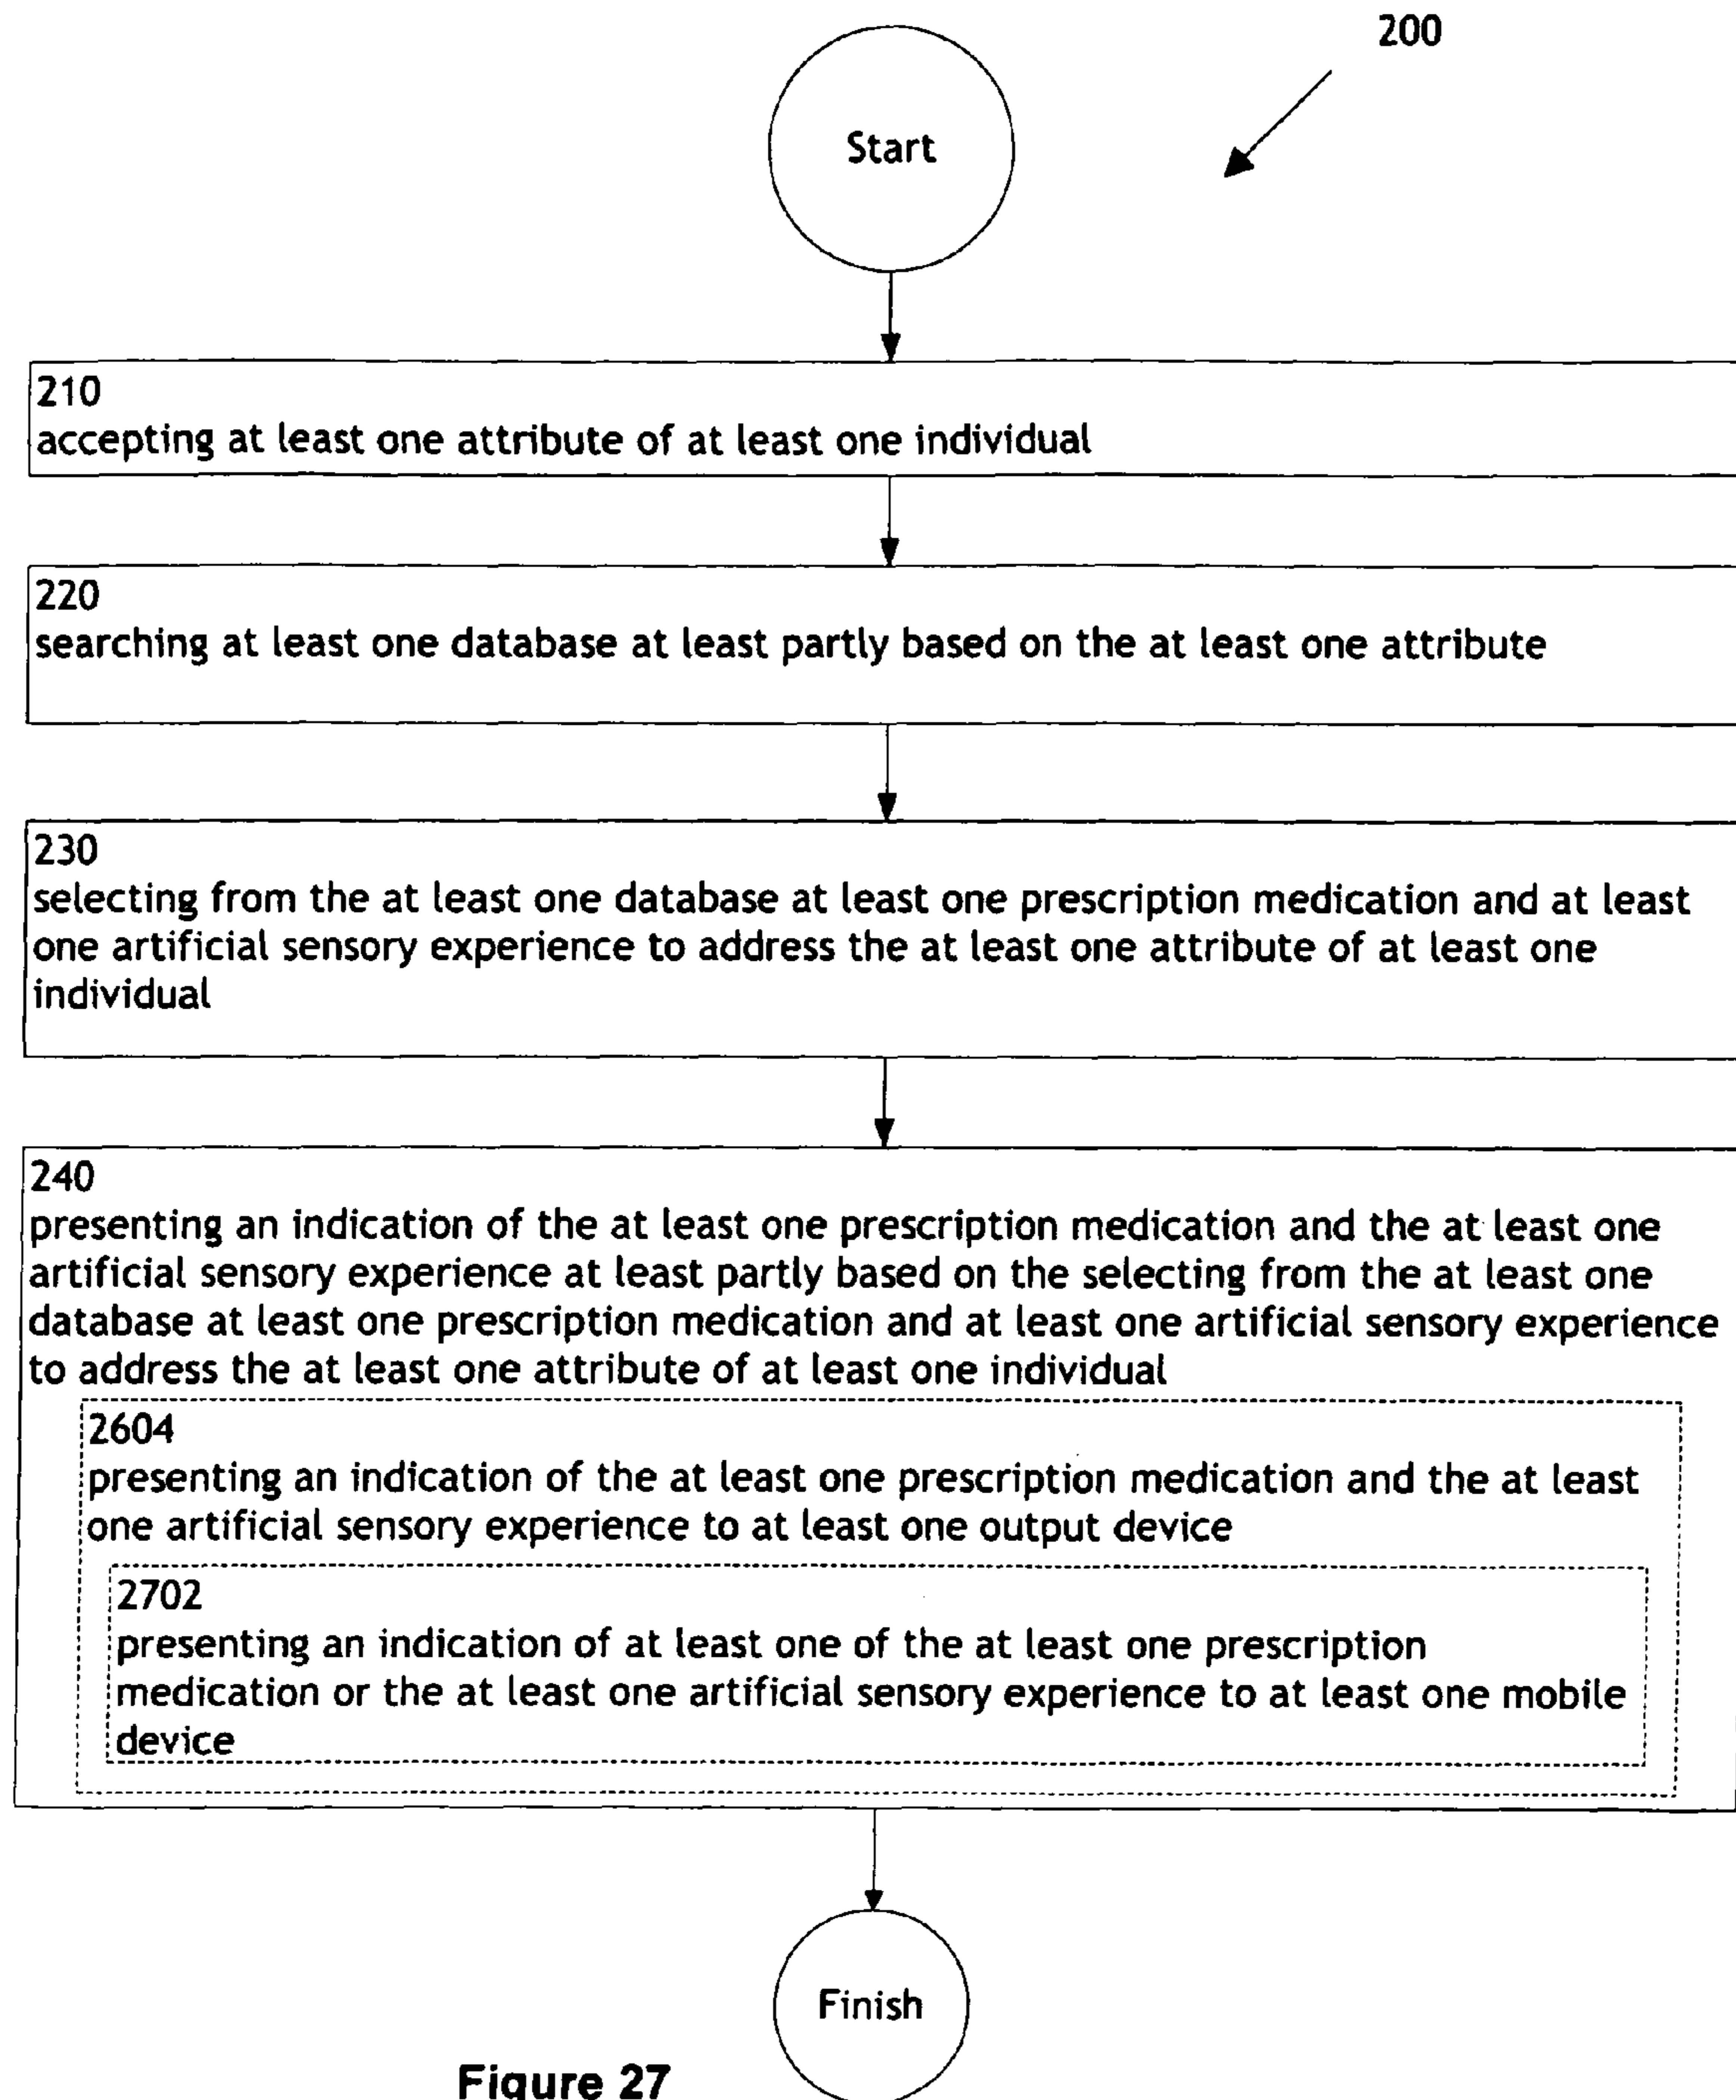 200
Start
210
accepting at least one attribute of at least one individual
220
searching at least one database at least partly based on the at least one attribute
230
selecting from the at least one database at least one prescription medication and at least
one artificial sensory experience to address the at least one attribute of at least one
individual
240
presenting an indication of the at least one prescription medication and the at least one
artificial sensory experience at least partly based on the selecting from the at least one
database at least one prescription medication and at least one artificial sensory experience
to address the at least one attribute of at least one individual
2604
presenting an indication of the at least one prescription medication and the at least
one artificial sensory experience to at least one output device
2702
presenting an indication of at least one of the at least one prescription
medication or the at least one artificial sensory experience to at least one mobile
device
Finish
Figure 27